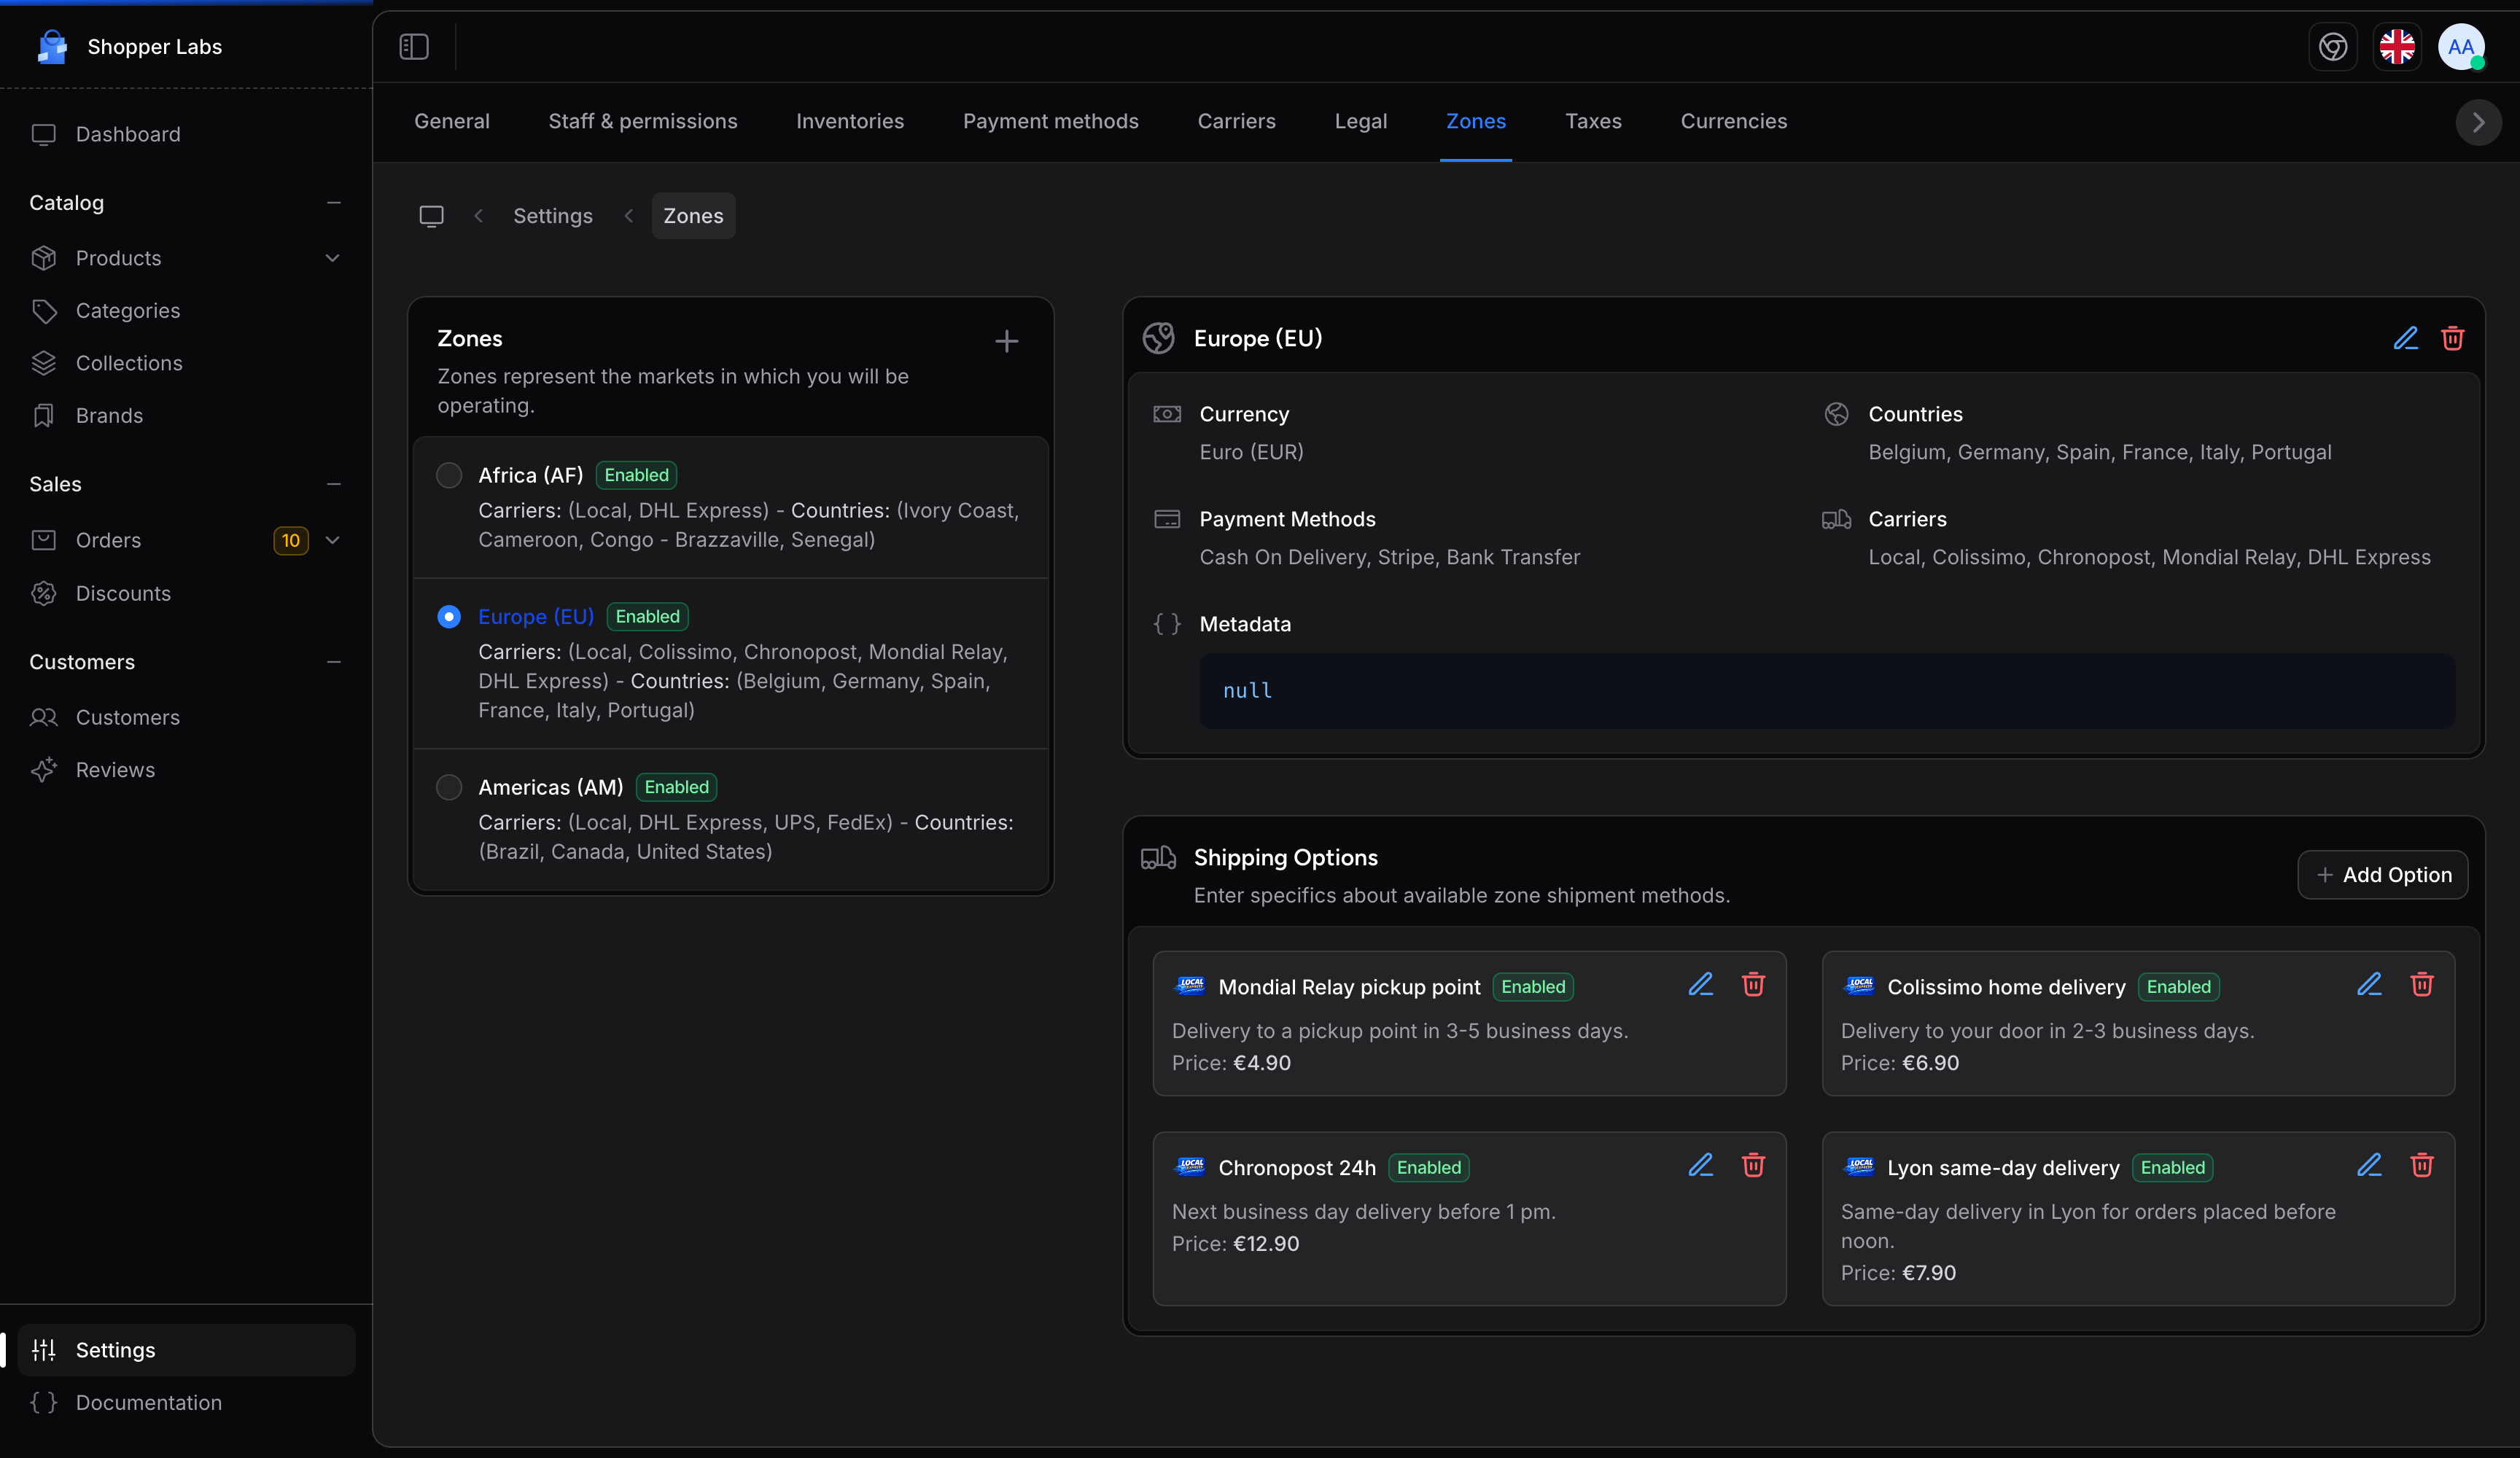 Shopper Labs
AA
Dashboard
Catalog
Products
Categories
Collections
Brands
Sales
Orders
10
Discounts
Customers
Customers
Reviews
Settings
Documentation
General
Staff & permissions
Inventories
Payment methods
Carriers
Legal
Zones
Taxes
Currencies
Settings
Zones
Zones
Zones represent the markets in which you will be
operating.
Africa (AF) Enabled
Carriers: (Local, DHL Express) - Countries: (Ivory Coast,
Cameroon, Congo - Brazzaville, Senegal)
Europe (EU) Enabled
Carriers: (Local, Colissimo, Chronopost, Mondial Relay,
DHL Express) - Countries: (Belgium, Germany, Spain,
France, Italy, Portugal)
Americas (AM) Enabled
Carriers: (Local, DHL Express, UPS, FedEx) - Countries:
(Brazil, Canada, United States)
Europe (EU)
Currency
Euro (EUR)
Countries
Belgium, Germany, Spain, France, Italy, Portugal
Payment Methods
Cash On Delivery, Stripe, Bank Transfer
Carriers
Local, Colissimo, Chronopost, Mondial Relay, DHL Express
Metadata
null
Shipping Options
Enter specifics about available zone shipment methods.
Add Option
LOCAL
Mondial Relay pickup point Enabled
Delivery to a pickup point in 3-5 business days.
Price: €4.90
LOCAL
Colissimo home delivery Enabled
Delivery to your door in 2-3 business days.
Price: €6.90
LOCAL
Chronopost 24h Enabled
Next business day delivery before 1 pm.
Price: €12.90
LOCAL
Lyon same-day delivery Enabled
Same-day delivery in Lyon for orders placed before
noon.
Price: €7.90